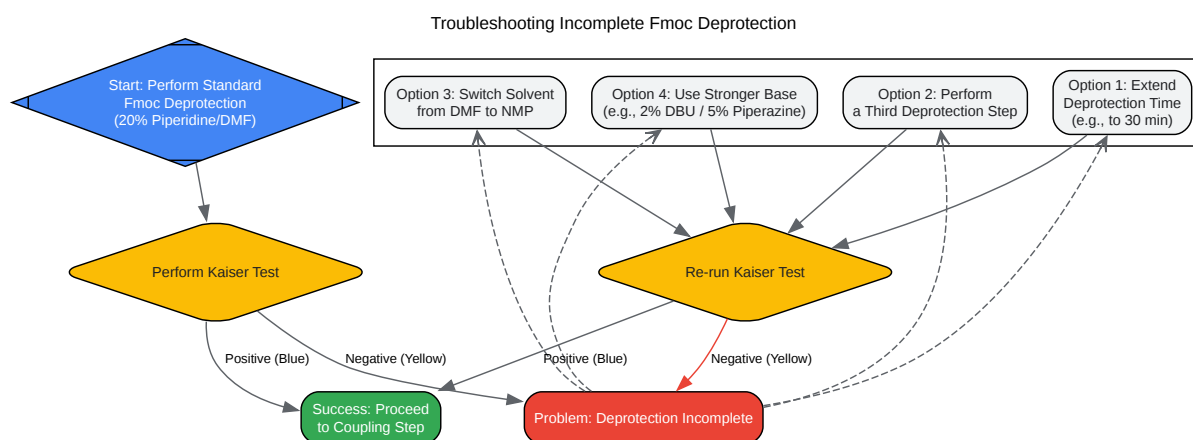 Troubleshooting Incomplete Fmoc Deprotection
Start: Perform Standard
Fmoc Deprotection
(20% Piperidine/DMF)
Option 3: Switch Solvent
from DMF to NMP
Option 4: Use Stronger Base
(e.g., 2% DBU / 5% Piperazine)
Option 2: Perform
a Third Deprotection Step
Option 1: Extend
Deprotection Time
(e.g., to 30 min)
Perform Kaiser Test
Re-run Kaiser Test
Positive (Blue)
Negative (Yellow)
Positive (Blue)
Negative (Yellow)
Success: Proceed
to Coupling Step
Problem: Deprotection Incomplete